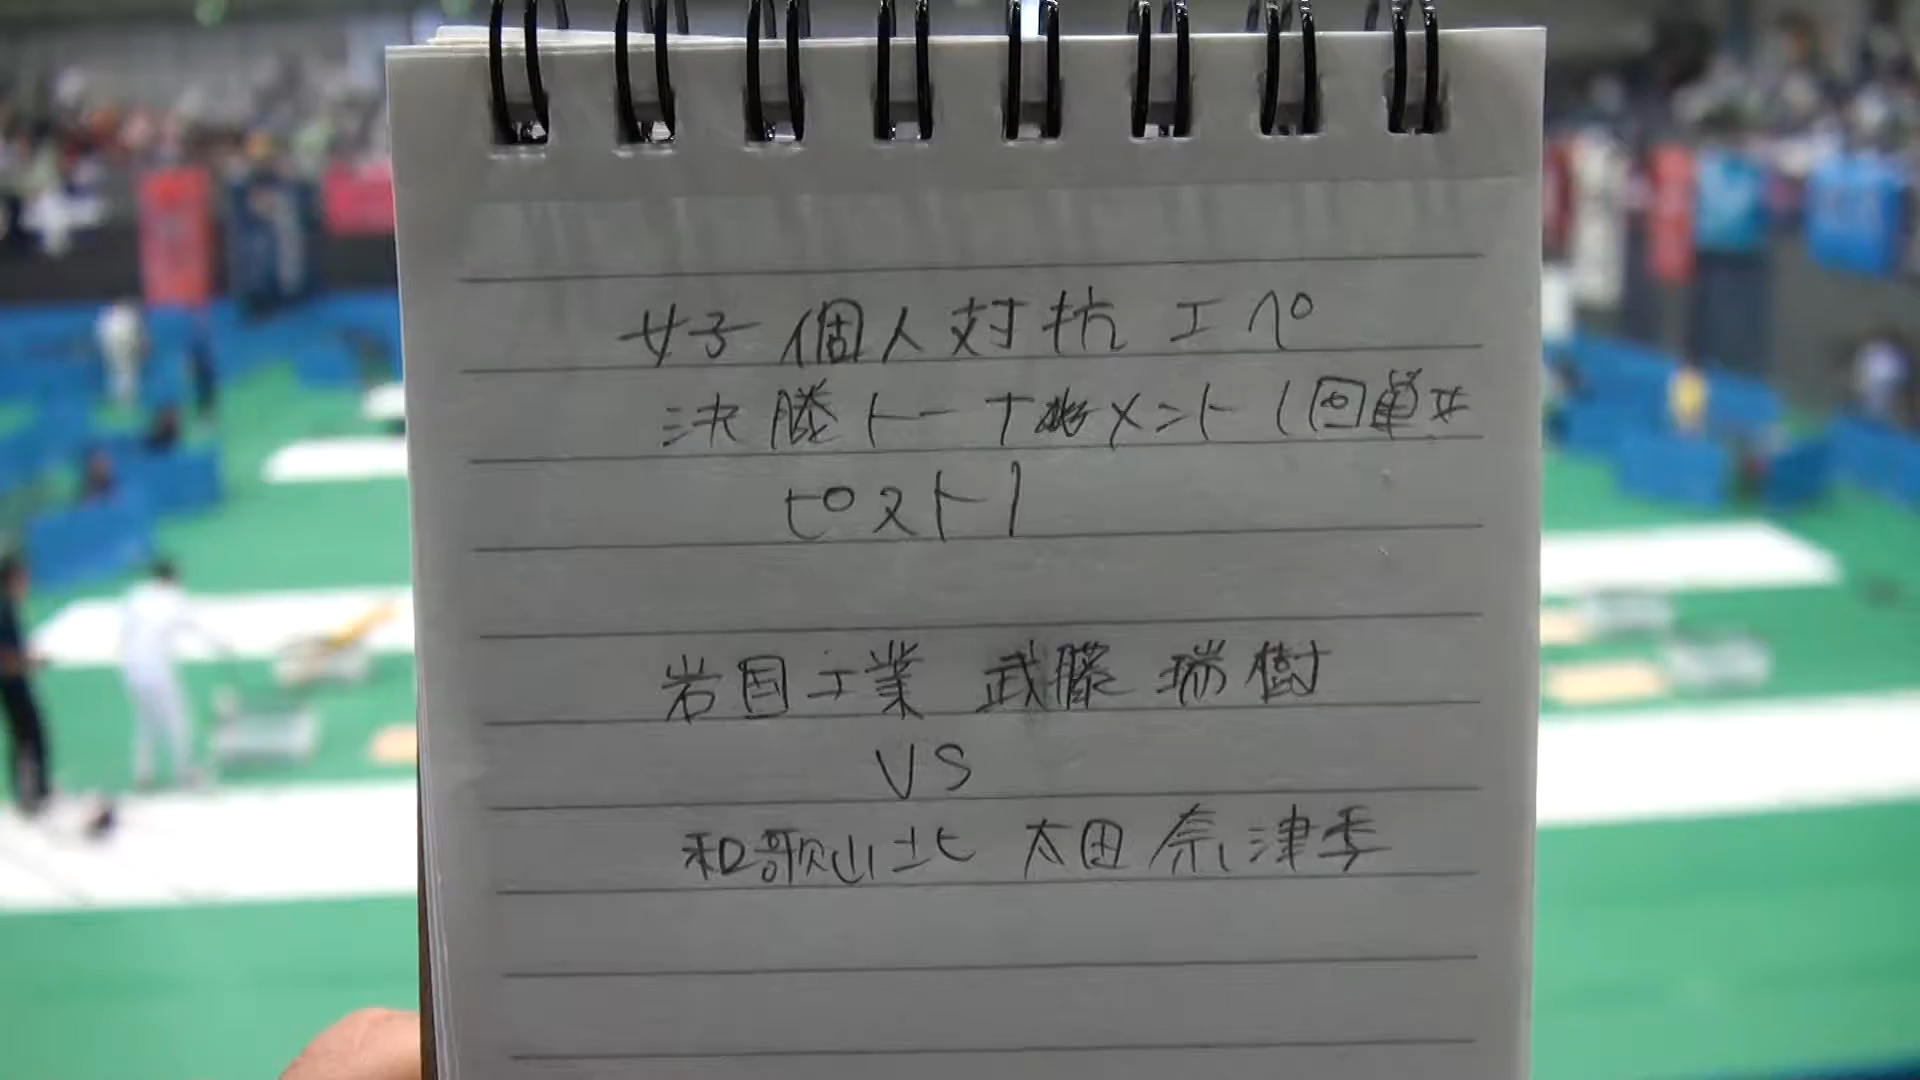 女子 個人対抗 エペ
決勝トーナメント 1回戦
ピスト1
岩国工業 武藤 瑞樹
VS
和歌山北 太田 奈津季